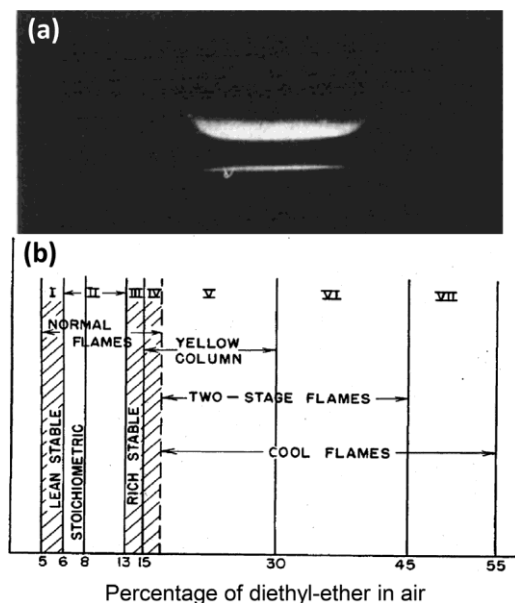 (a)
(b)
I II III IV V VI VII
NORMAL
FLAMES
YELLOW
COLUMN
TWO-STAGE FLAMES
COOL FLAMES
LEAN STABLE
STOICHIOMETRIC
RICH STABLE
5 6 8 13 15 30 45 55
Percentage of diethyl-ether in air